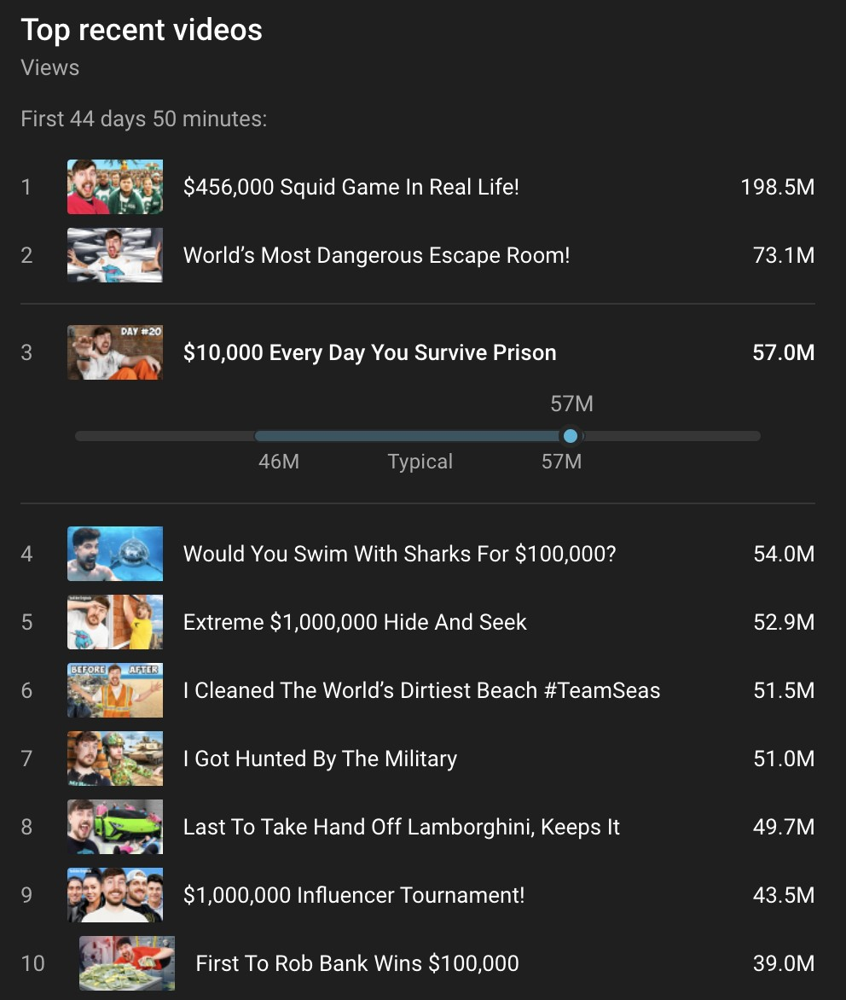 Top recent videos
Views
First 44 days 50 minutes:
1 $456,000 Squid Game In Real Life! 198.5M
2 World's Most Dangerous Escape Room! 73.1M
DAY #20
3 $10,000 Every Day You Survive Prison 57.0M
57M
46M Typical 57M
4 Would You Swim With Sharks For $100,000? 54.0M
5 Extreme $1,000,000 Hide And Seek 52.9M
BEFORE AFTER
6 I Cleaned The World's Dirtiest Beach #TeamSeas 51.5M
7 I Got Hunted By The Military 51.0M
8 Last To Take Hand Off Lamborghini, Keeps It 49.7M
9 $1,000,000 Influencer Tournament! 43.5M
10 First To Rob Bank Wins $100,000 39.0M